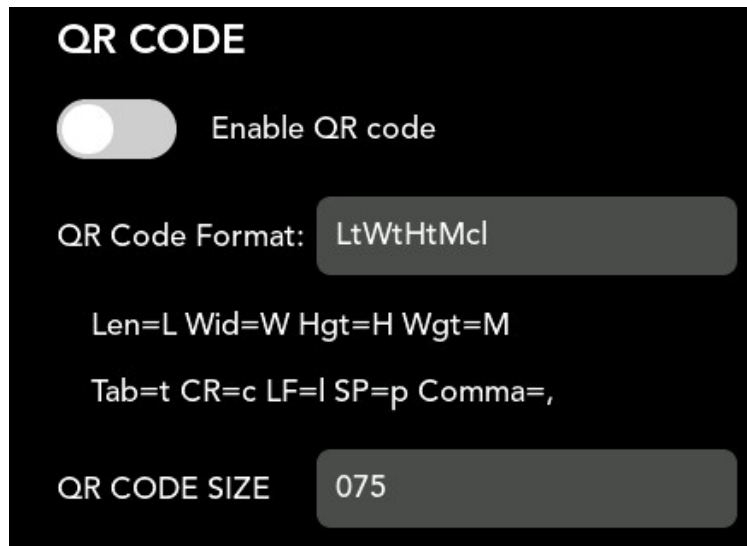 QR CODE
Enable QR code
QR Code Format: LtWtHtMcl
Len=L Wid=W Hgt=H Wgt=M
Tab=t CR=c LF=l SP=p Comma=,
QR CODE SIZE 075